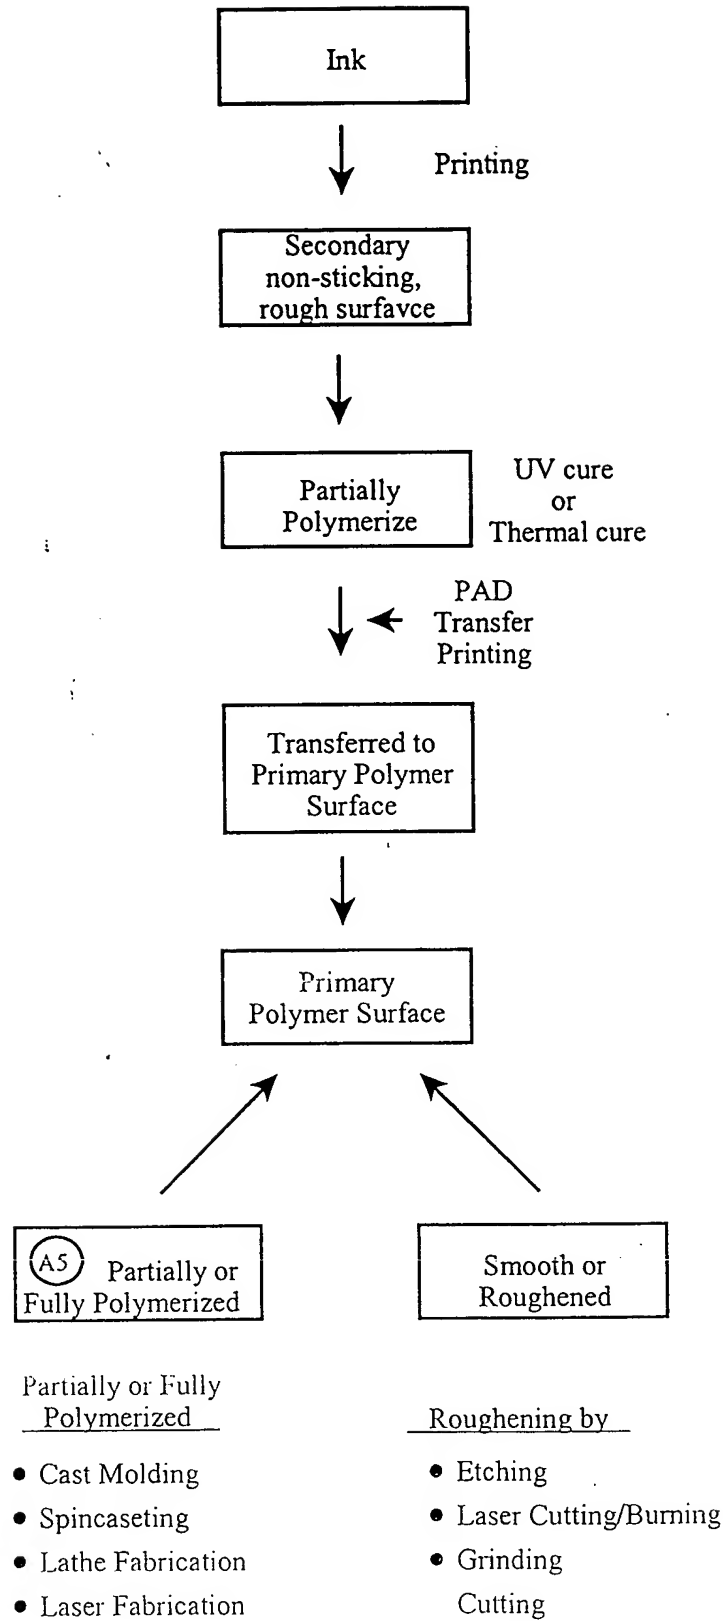 Ink
Printing
Secondary
non-sticking,
rough surfavce
Partially
Polymerize
UV cure
or
Thermal cure
PAD
Transfer
Printing
Transferred to
Primary Polymer
Surface
Primary
Polymer Surface
A5 Partially or
Fully Polymerized
Smooth or
Roughened
Partially or Fully
Polymerized
• Cast Molding
• Spincaseting
• Lathe Fabrication
• Laser Fabrication
Roughening by
• Etching
• Laser Cutting/Burning
• Grinding
Cutting